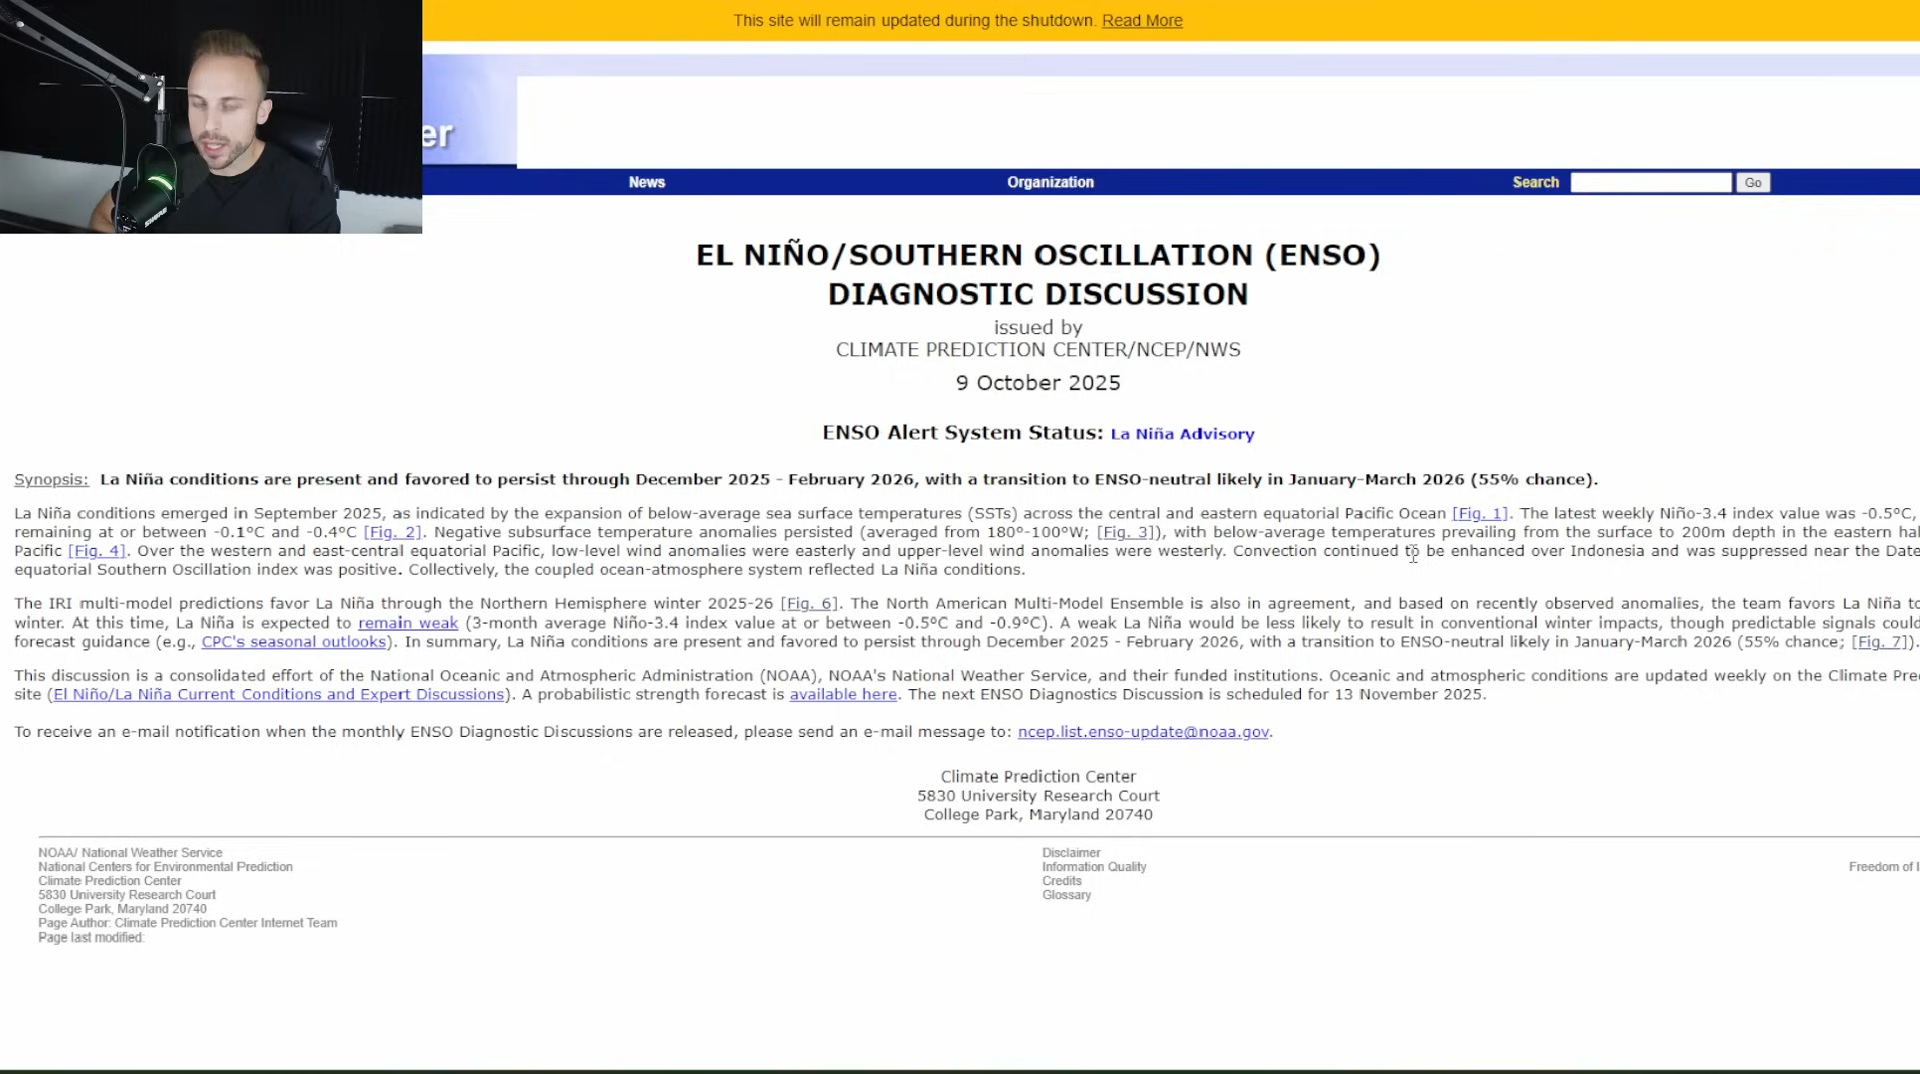 This site will remain updated during the shutdown. Read More
er
News Organization Search Go
EL NIÑO/SOUTHERN OSCILLATION (ENSO)
DIAGNOSTIC DISCUSSION
issued by
CLIMATE PREDICTION CENTER/NCEP/NWS
9 October 2025
ENSO Alert System Status: La Niña Advisory
Synopsis: La Niña conditions are present and favored to persist through December 2025 - February 2026, with a transition to ENSO-neutral likely in January-March 2026 (55% chance).
La Niña conditions emerged in September 2025, as indicated by the expansion of below-average sea surface temperatures (SSTs) across the central and eastern equatorial Pacific Ocean [Fig. 1]. The latest weekly Niño-3.4 index value was -0.5ºC,
remaining at or between -0.1ºC and -0.4ºC [Fig. 2]. Negative subsurface temperature anomalies persisted (averaged from 180º-100ºW; [Fig. 3]), with below-average temperatures prevailing from the surface to 200m depth in the eastern hal
Pacific [Fig. 4]. Over the western and east-central equatorial Pacific, low-level wind anomalies were easterly and upper-level wind anomalies were westerly. Convection continued to be enhanced over Indonesia and was suppressed near the Date
equatorial Southern Oscillation index was positive. Collectively, the coupled ocean-atmosphere system reflected La Niña conditions.
The IRI multi-model predictions favor La Niña through the Northern Hemisphere winter 2025-26 [Fig. 6]. The North American Multi-Model Ensemble is also in agreement, and based on recently observed anomalies, the team favors La Niña to
winter. At this time, La Niña is expected to remain weak (3-month average Niño-3.4 index value at or between -0.5ºC and -0.9ºC). A weak La Niña would be less likely to result in conventional winter impacts, though predictable signals could
forecast guidance (e.g., CPC's seasonal outlooks). In summary, La Niña conditions are present and favored to persist through December 2025 - February 2026, with a transition to ENSO-neutral likely in January-March 2026 (55% chance; [Fig. 7]).
This discussion is a consolidated effort of the National Oceanic and Atmospheric Administration (NOAA), NOAA's National Weather Service, and their funded institutions. Oceanic and atmospheric conditions are updated weekly on the Climate Pre
site (El Niño/La Niña Current Conditions and Expert Discussions). A probabilistic strength forecast is available here. The next ENSO Diagnostics Discussion is scheduled for 13 November 2025.
To receive an e-mail notification when the monthly ENSO Diagnostic Discussions are released, please send an e-mail message to: ncep.list.enso-update@noaa.gov.
Climate Prediction Center
5830 University Research Court
College Park, Maryland 20740
NOAA/ National Weather Service
National Centers for Environmental Prediction
Climate Prediction Center
5830 University Research Court
College Park, Maryland 20740
Page Author: Climate Prediction Center Internet Team
Page last modified:
Disclaimer
Information Quality
Credits
Glossary
Freedom of I
SHURE